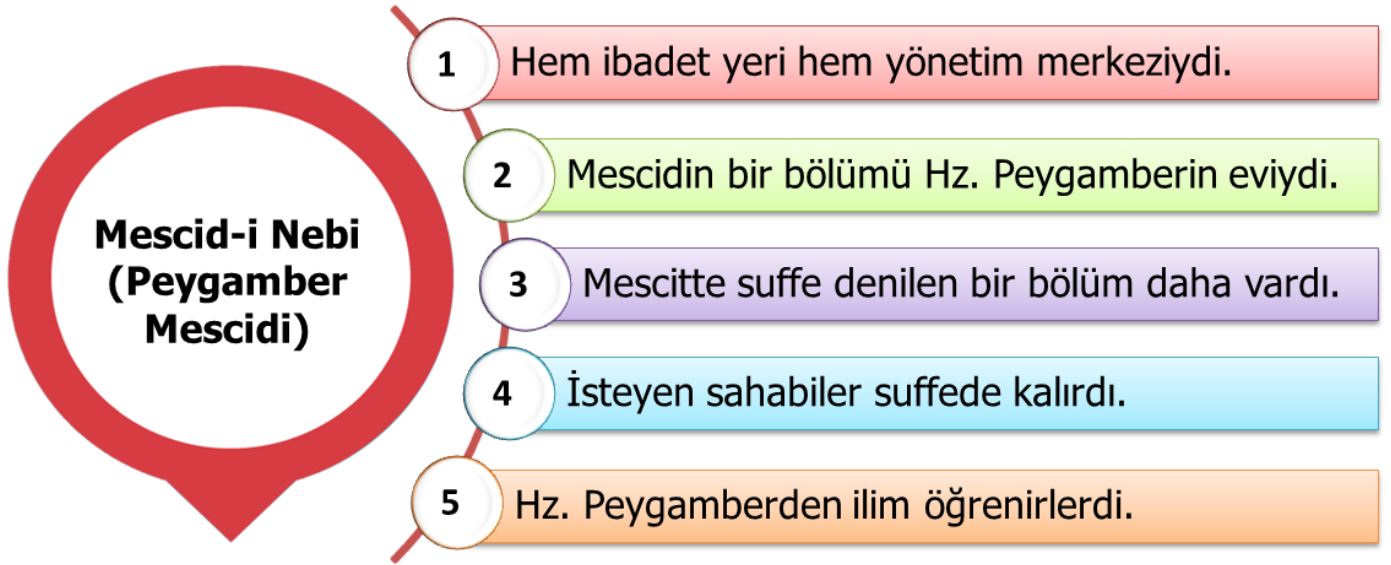 Mescid-i Nebi
(Peygamber
Mescidi)
1 Hem ibadet yeri hem yönetim merkeziydi.
2 Mescidin bir bölümü Hz. Peygamberin eviydi.
3 Mescitte suffe denilen bir bölüm daha vardı.
4 İsteyen sahabiler suffede kalırdı.
5 Hz. Peygamberden ilim öğrenirlerdi.